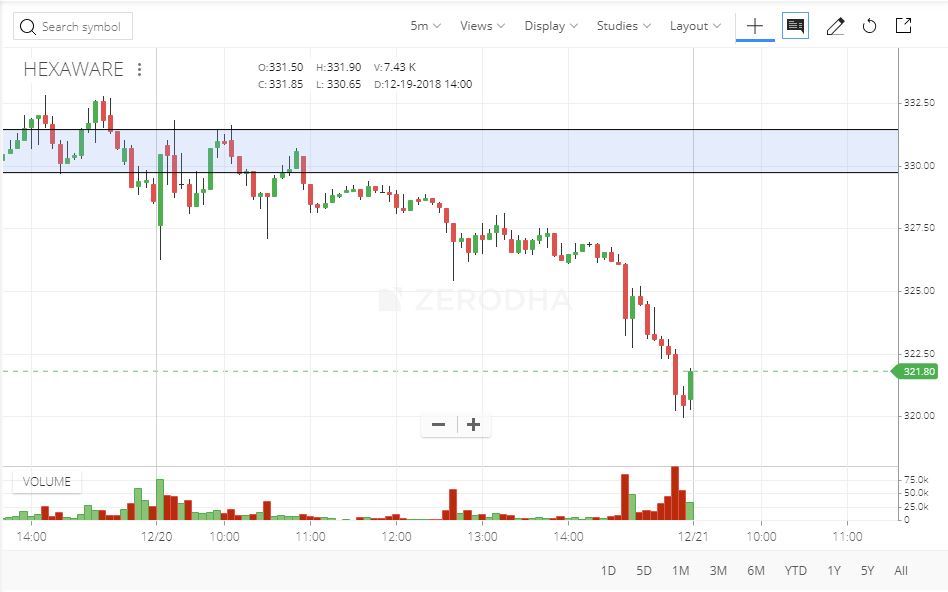 Search symbol 5m Views Display Studies Layout
HEXAWARE
O:331.50 H:331.90 V:7.43 K
C:331.85 L: 330.65 D:12-19-2018 14:00
332.50
330.00
327.50
325.00
ZERODHA
322.50
321.80
320.00
VOLUME
75.0k
50.0k
25.0k
0
14:00 12/20 10:00 11:00 12:00 13:00 14:00 12/21 10:00 11:00
1D 5D 1M 3M 6M YTD 1Y 5Y All